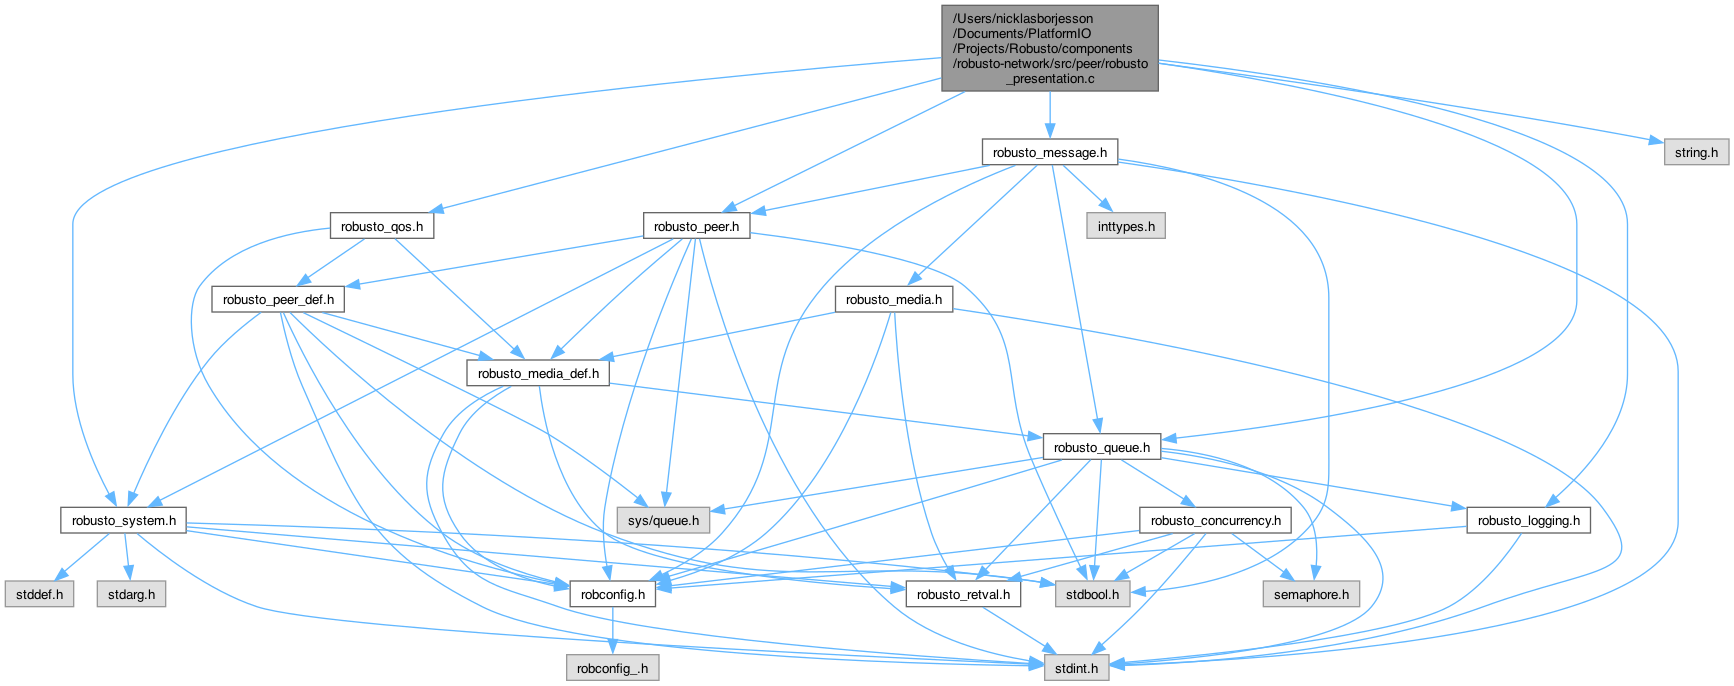 /Users/nicklasborjesson
/Documents/PlatformIO
/Projects/Robusto/components
/robusto-network/src/peer/robusto
_presentation.c
robusto_message.h
string.h
robusto_qos.h
robusto_peer.h
inttypes.h
robusto_peer_def.h
robusto_media.h
robusto_media_def.h
robusto_queue.h
robusto_system.h
sys/queue.h
robusto_concurrency.h
robusto_logging.h
stddef.h
stdarg.h
robconfig.h
robusto_retval.h
stdbool.h
semaphore.h
robconfig_.h
stdint.h